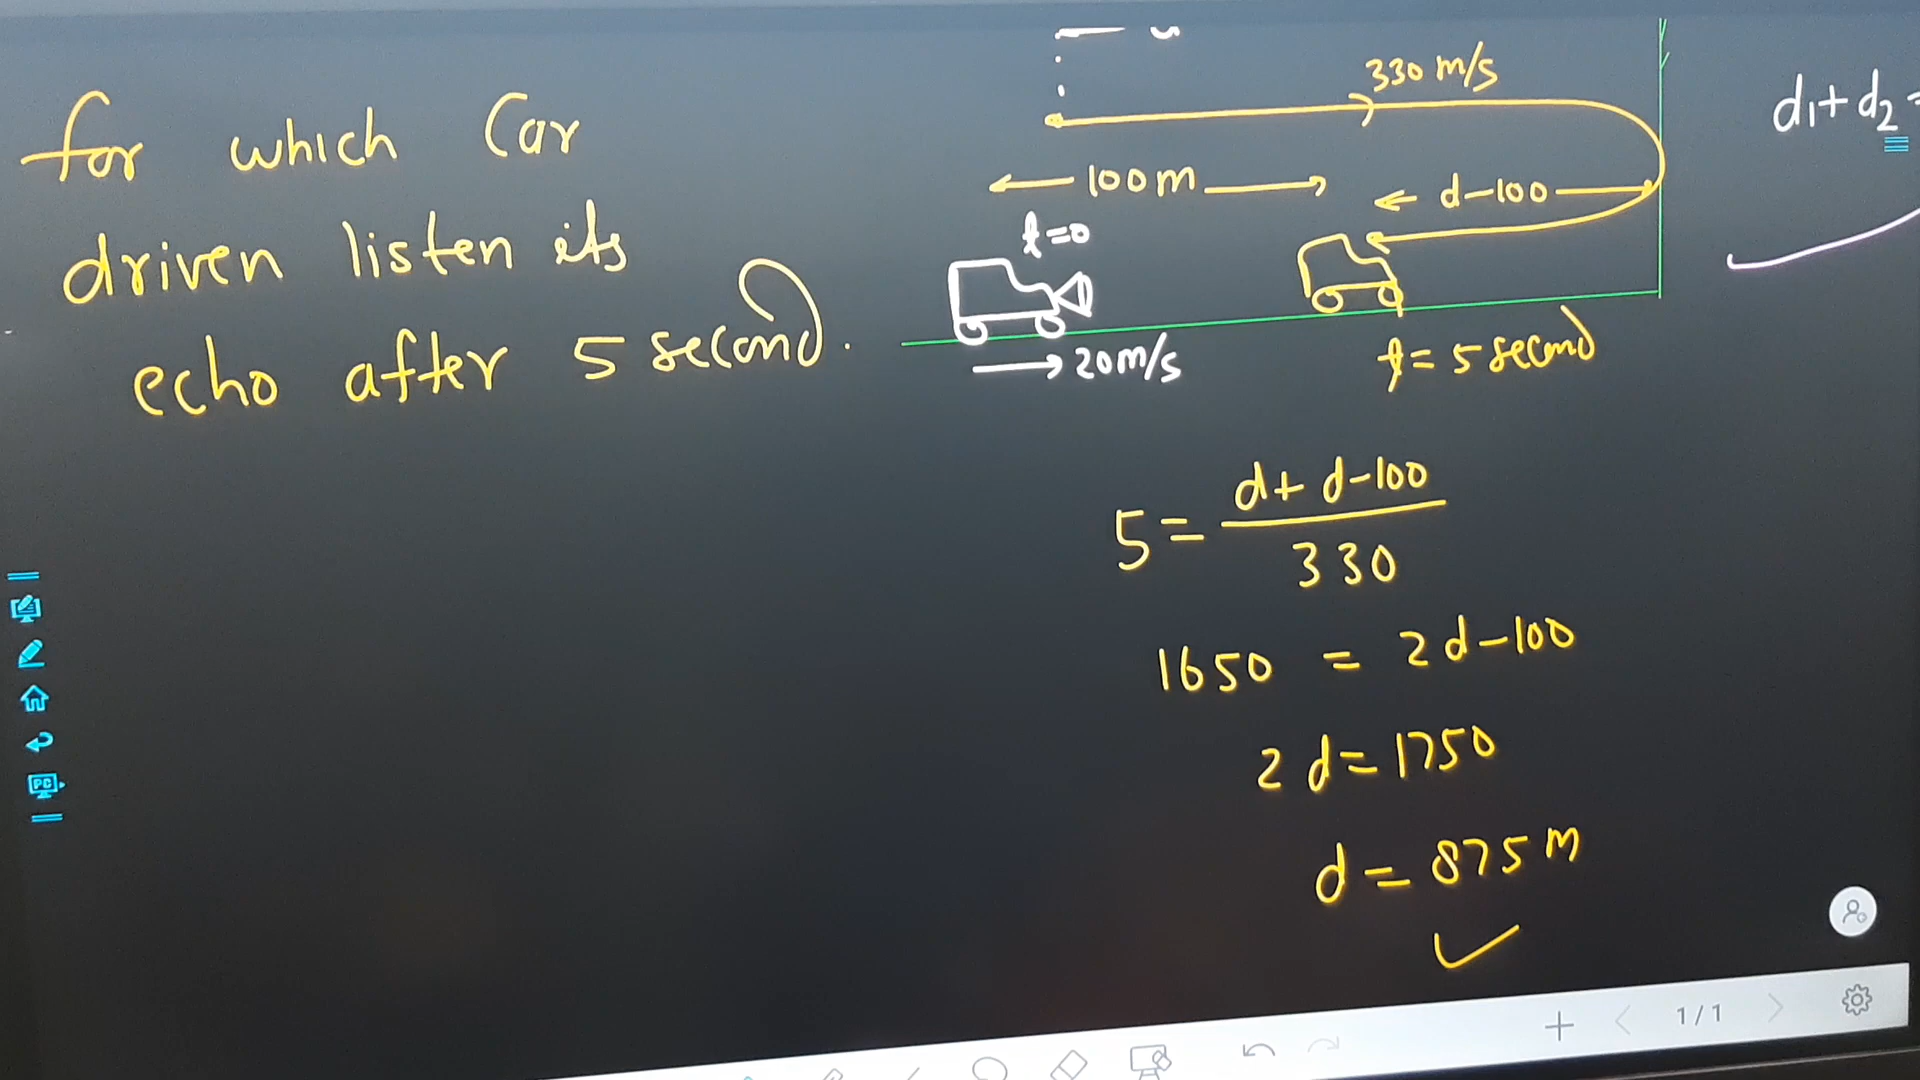 for which Car
driven listen its
echo after 5 second.
330 m/s
100m
d-100
t=0
20m/s
t= 5 second
d1+d2=
5= d+ d-100
330
1650 = 2d-100
2d=1750
d= 875 m
PC
1/1